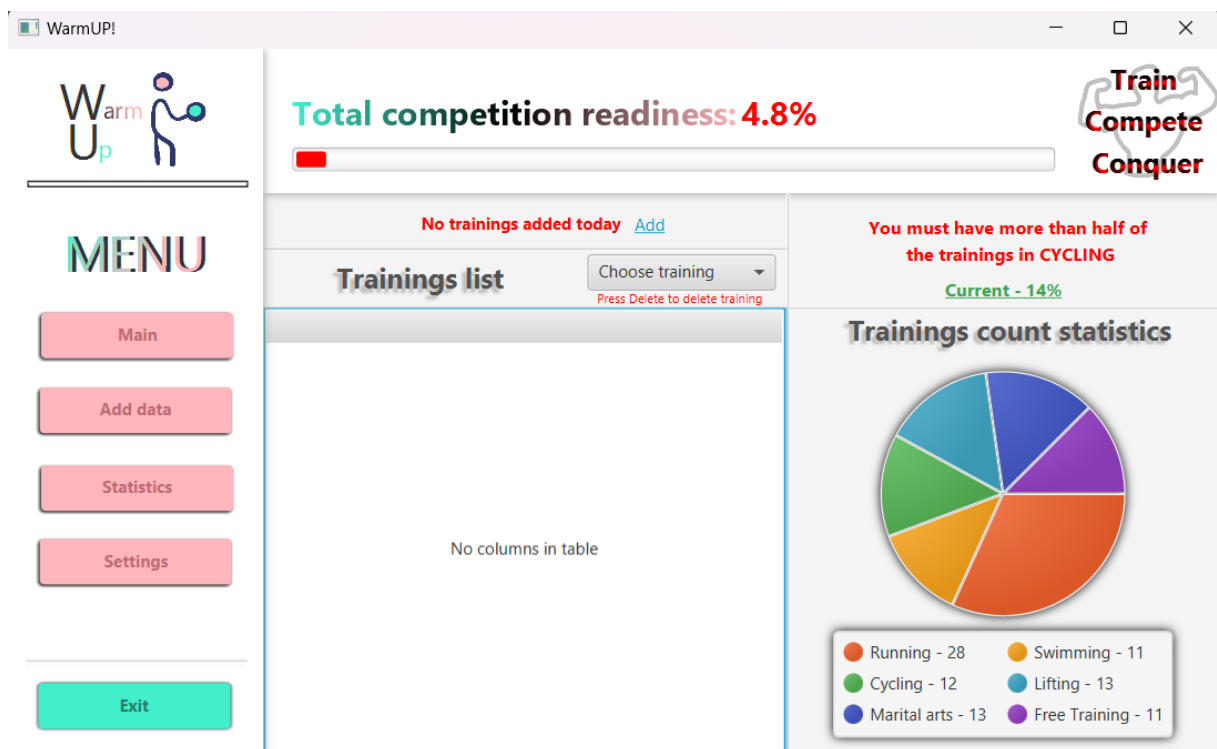 WarmUP!
Warm
Up
Total competition readiness: 4.8%
Train
Compete
Conquer
MENU
Main
Add data
Statistics
Settings
Exit
No trainings added today Add
Trainings list
Choose training
Press Delete to delete training
No columns in table
You must have more than half of
the trainings in CYCLING
Current - 14%
Trainings count statistics
Running - 28
Swimming - 11
Cycling - 12
Lifting - 13
Marital arts - 13
Free Training - 11